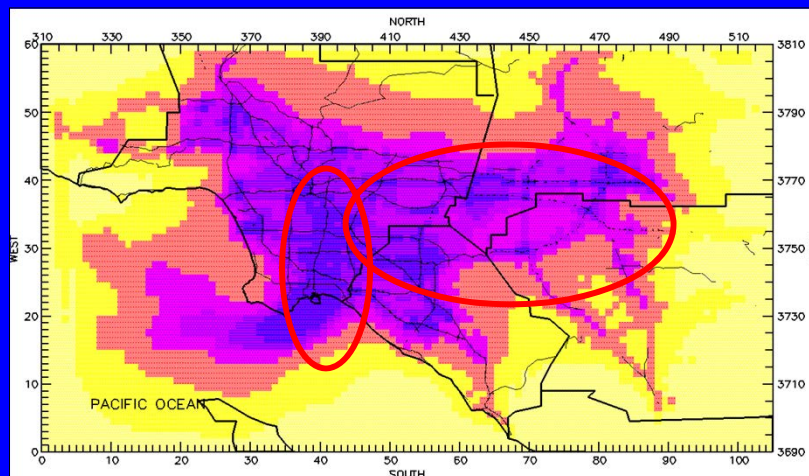 NORTH
310 330 350 370 390 410 430 450 470 490 510
60 3810
50 3790
40 3770
WEST EAST
30 3750
20 3730
10 3710
PACIFIC OCEAN
0 3690
0 10 20 30 40 50 60 70 80 90 100
SOUTH